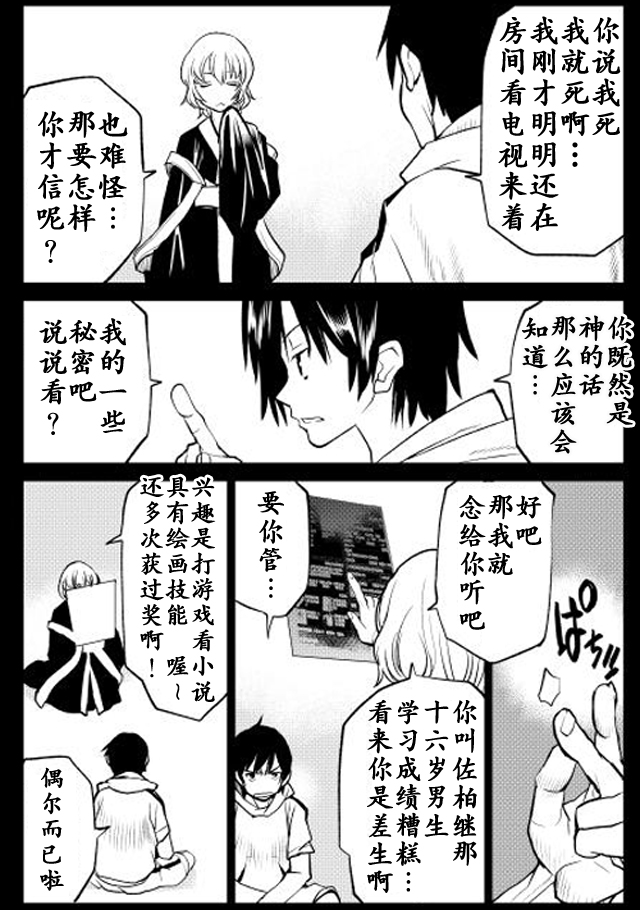 你说我死
我就死啊…
我刚才明明还在
房间看电视来着
也难怪…
那要怎样
你才信呢？
你既然是
神的话
那么应该会
知道…
我的一些
秘密吧
说说看？
好吧
那我就
念给你听吧
ぱちッ
你叫佐柏继那
十六岁男生
学习成绩糟糕…
看来你是差生啊
要你管…
兴趣是打游戏看小说
具有绘画技能 喔~
还多次获过奖啊！
偶尔而已啦